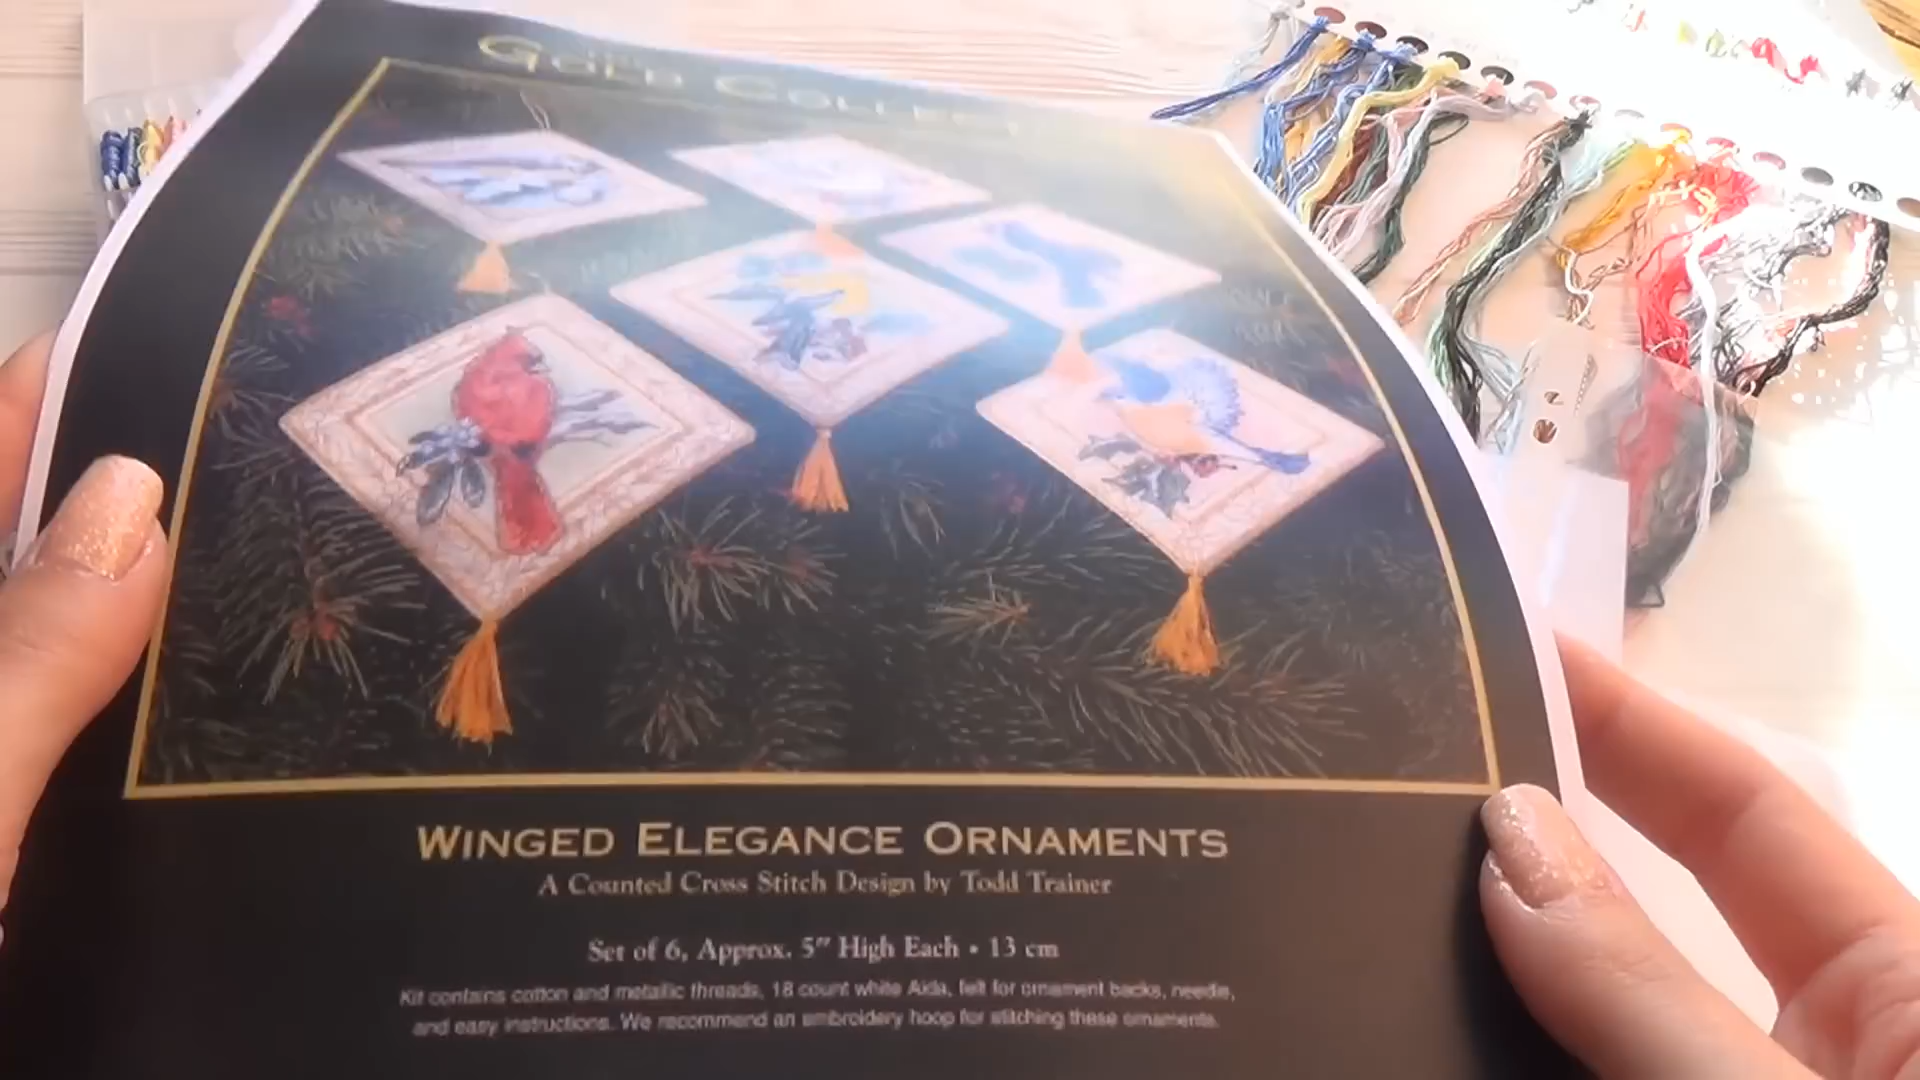 Gold Collect
Winged Elegance Ornaments
A Counted Cross Stitch Design by Todd Trainer
Set of 6, Approx. 5" High Each • 13 cm
Kit contains cotton and metallic threads, 18 count white Aida, felt for ornament backs, needle,
and easy instructions. We recommend an embroidery hoop for stitching these ornaments.